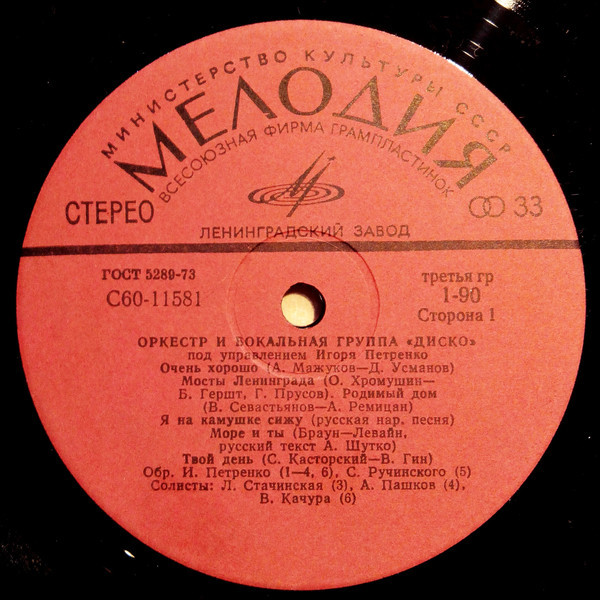 МИНИСТЕРСТВО КУЛЬТУРЫ СССР
МЕЛОДИЯ
ВСЕСОЮЗНАЯ ФИРМА ГРАМПЛАСТИНОК
СТЕРЕО
33
ЛЕНИНГРАДСКИЙ ЗАВОД
ГОСТ 5289-73
третья гр
С60-11581
1-90
Сторона 1
ОРКЕСТР И ВОКАЛЬНАЯ ГРУППА «ДИСКО»
под управлением Игоря Петренко
Очень хорошо (А. Мажуков—Д. Усманов)
Мосты Ленинграда (О. Хромушин—
Б. Гершт, Г. Прусов). Родимый дом
(В. Севастьянов—А. Ремицан)
Я на камушке сижу (русская нар. песня)
Море и ты (Браун—Левайн,
русский текст А. Шутко)
Твой день (С. Касторский—В. Гин)
Обр. И. Петренко (1—4, 6), С. Ручинского (5)
Солисты: Л. Стачинская (3), А. Пашков (4),
В. Качура (6)